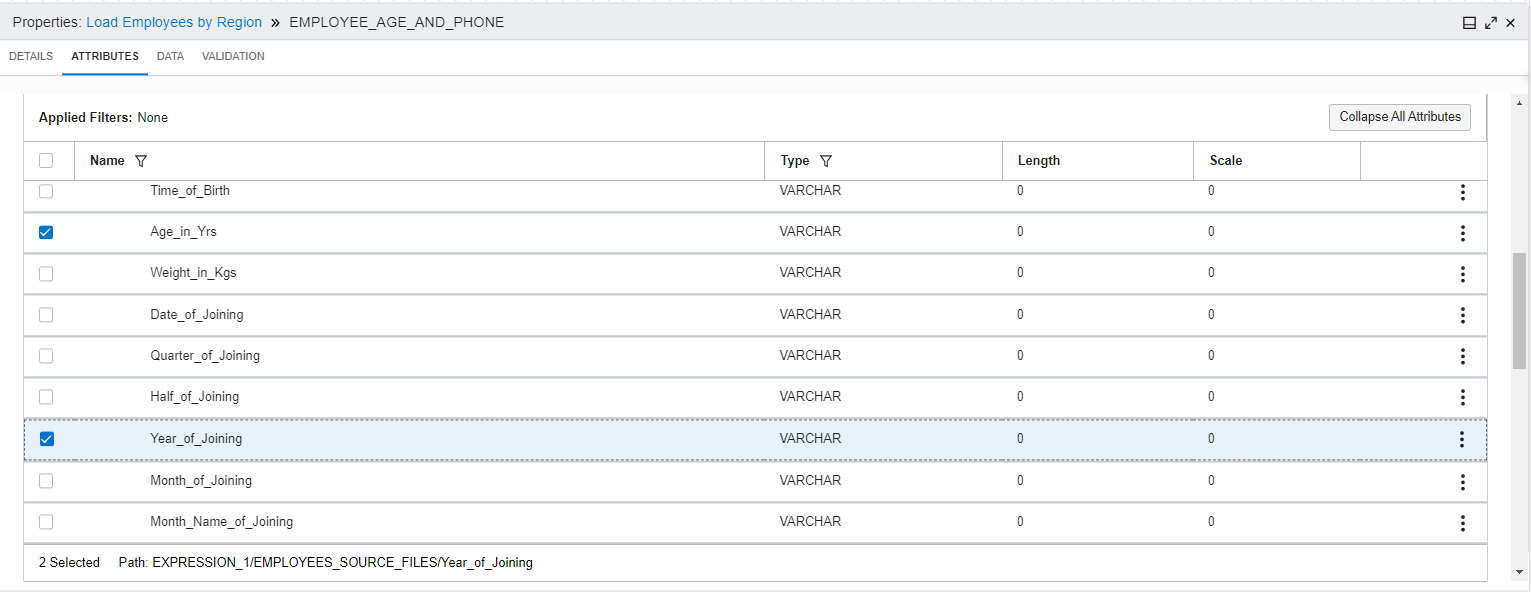 Properties: Load Employees by Region » EMPLOYEE_AGE_AND_PHONE
DETAILS ATTRIBUTES DATA VALIDATION
Applied Filters: None Collapse All Attributes
Name Type Length Scale
Time_of_Birth VARCHAR 0 0
Age_in_Yrs VARCHAR 0 0
Weight_in_Kgs VARCHAR 0 0
Date_of_Joining VARCHAR 0 0
Quarter_of_Joining VARCHAR 0 0
Half_of_Joining VARCHAR 0 0
Year_of_Joining VARCHAR 0 0
Month_of_Joining VARCHAR 0 0
Month_Name_of_Joining VARCHAR 0 0
2 Selected Path: EXPRESSION_1/EMPLOYEES_SOURCE_FILES/Year_of_Joining